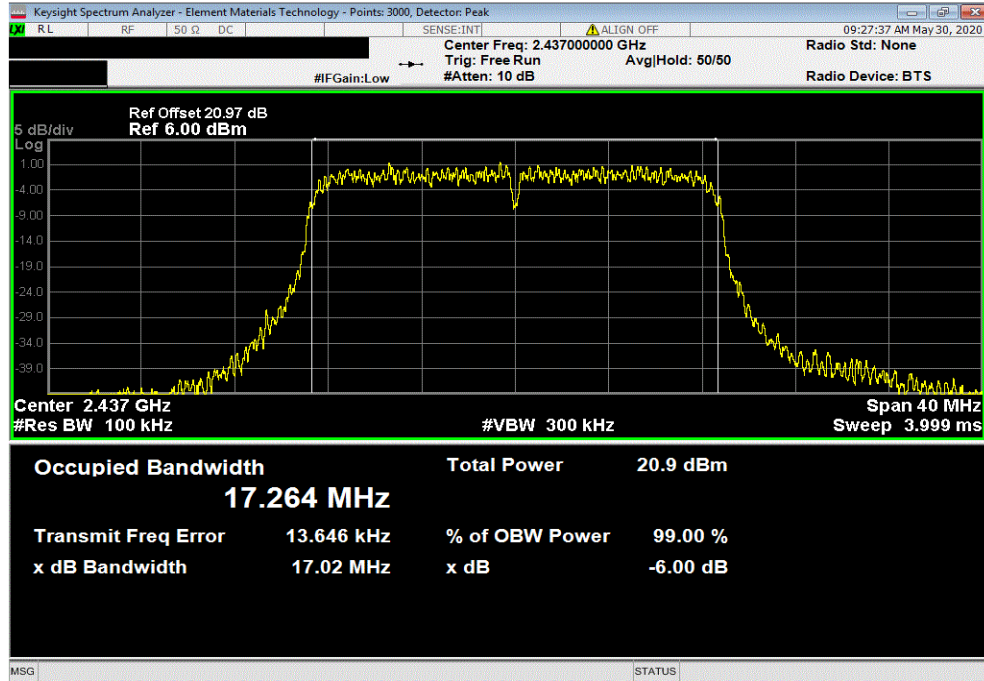 Keysight Spectrum Analyzer - Element Materials Technology - Points: 3000, Detector: Peak
LXI RL RF 50 Ω DC SENSE:INT ALIGN OFF 09:27:37 AM May 30, 2020
Center Freq: 2.437000000 GHz Radio Std: None
Trig: Free Run Avg|Hold: 50/50
#IFGain:Low #Atten: 10 dB Radio Device: BTS
Ref Offset 20.97 dB
5 dB/div Ref 6.00 dBm
Log
1.00
-4.00
-9.00
-14.0
-19.0
-24.0
-29.0
-34.0
-39.0
Center 2.437 GHz Span 40 MHz
#Res BW 100 kHz #VBW 300 kHz Sweep 3.999 ms
Occupied Bandwidth Total Power 20.9 dBm
17.264 MHz
Transmit Freq Error 13.646 kHz % of OBW Power 99.00 %
x dB Bandwidth 17.02 MHz x dB -6.00 dB
MSG STATUS